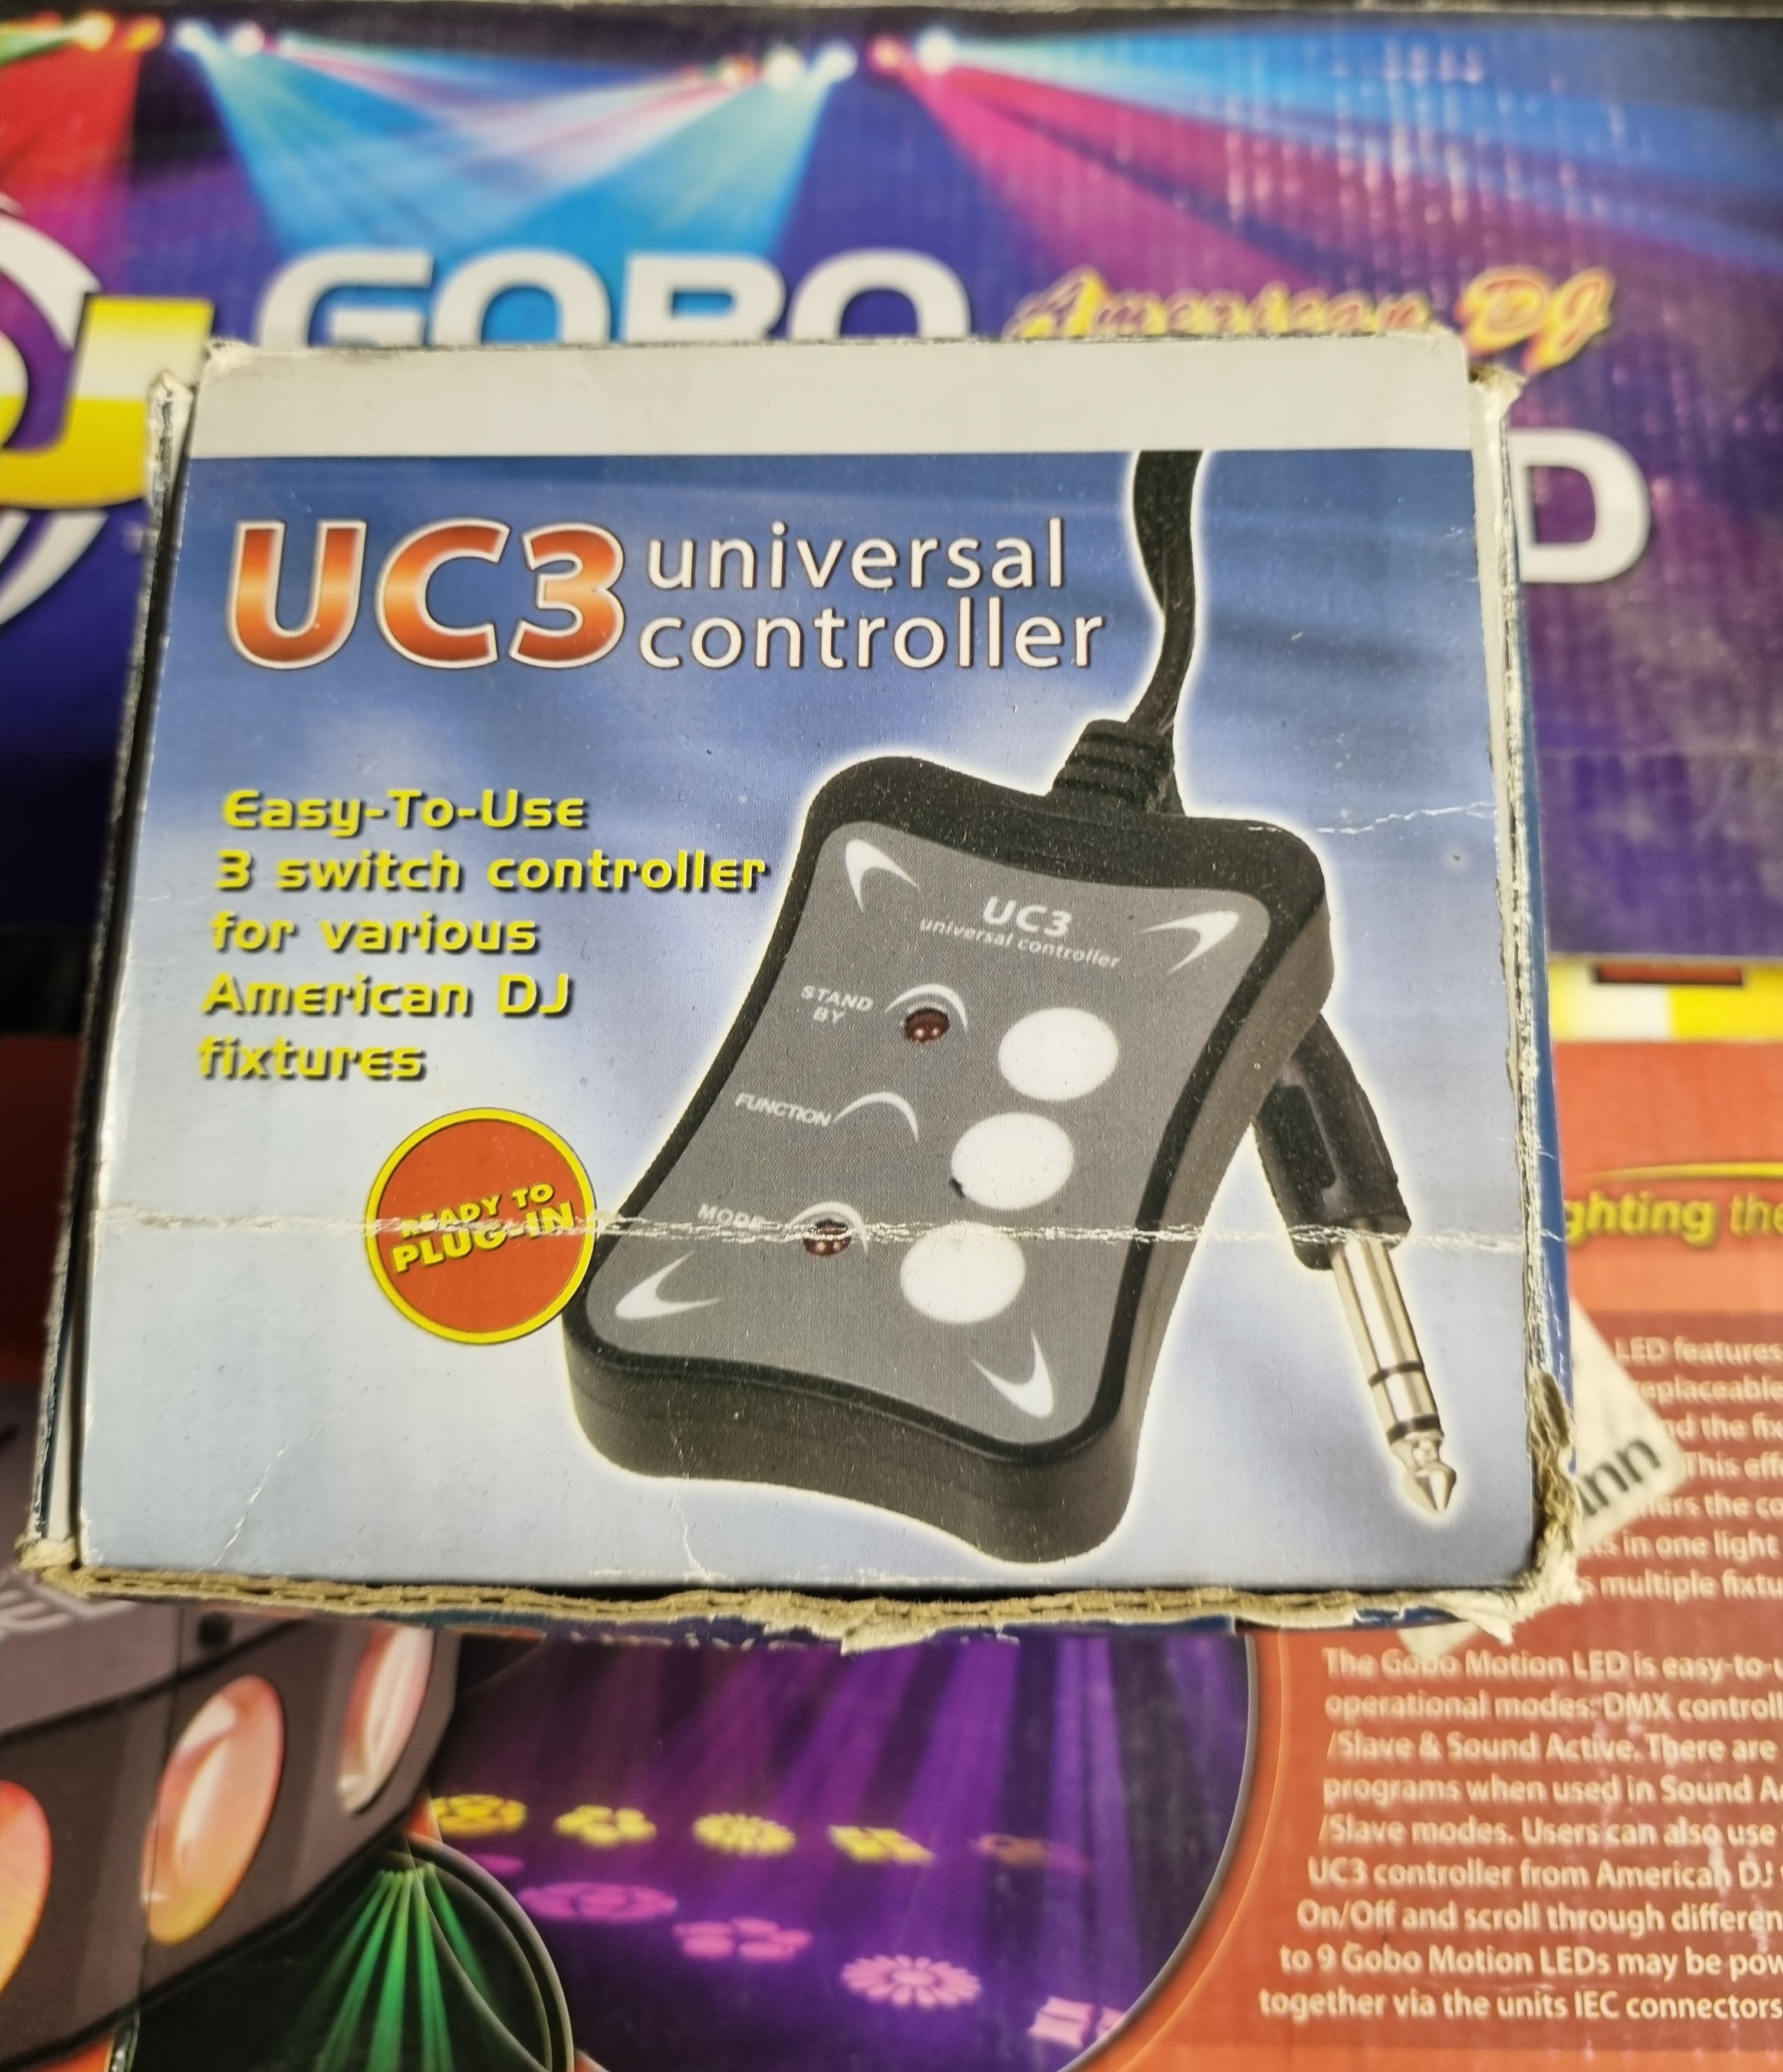 GOBO
American DJ
D
UC3 universal
controller
Easy-To-Use
3 switch controller
for various
American DJ
fixtures
READY TO
PLUG-IN
UC3
universal controller
STAND
BY
FUNCTION
MODE
ghting the
LED features
eplaceable
nd the fix
This effe
ners the co
in one light
s multiple fixtu
nn
The Gobo Motion LED is easy-to-u
operational modes: DMX controll
/Slave & Sound Active. There are
programs when used in Sound A
/Slave modes. Users can also use
UC3 controller from American DJ
On/Off and scroll through differen
to 9 Gobo Motion LEDs may be pow
together via the units IEC connectors